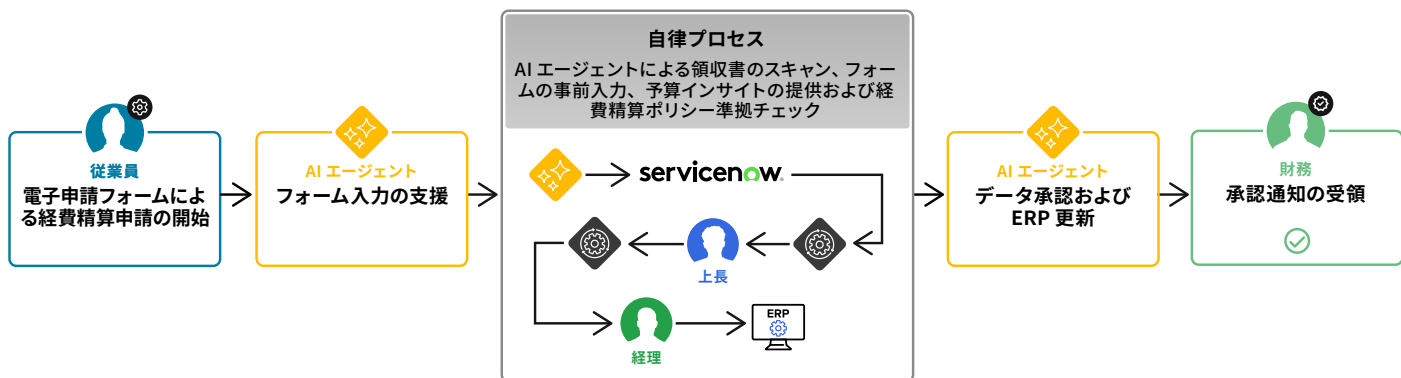 従業員
電子申請フォームによ
る経費精算申請の開始
AI エージェント
フォーム入力の支援
自律プロセス
AI エージェントによる領収書のスキャン、フォー
ムの事前入力、予算インサイトの提供および経
費精算ポリシー準拠チェック
servicenow.
上長
経理
ERP
AI エージェント
データ承認および
ERP 更新
財務
承認通知の受領